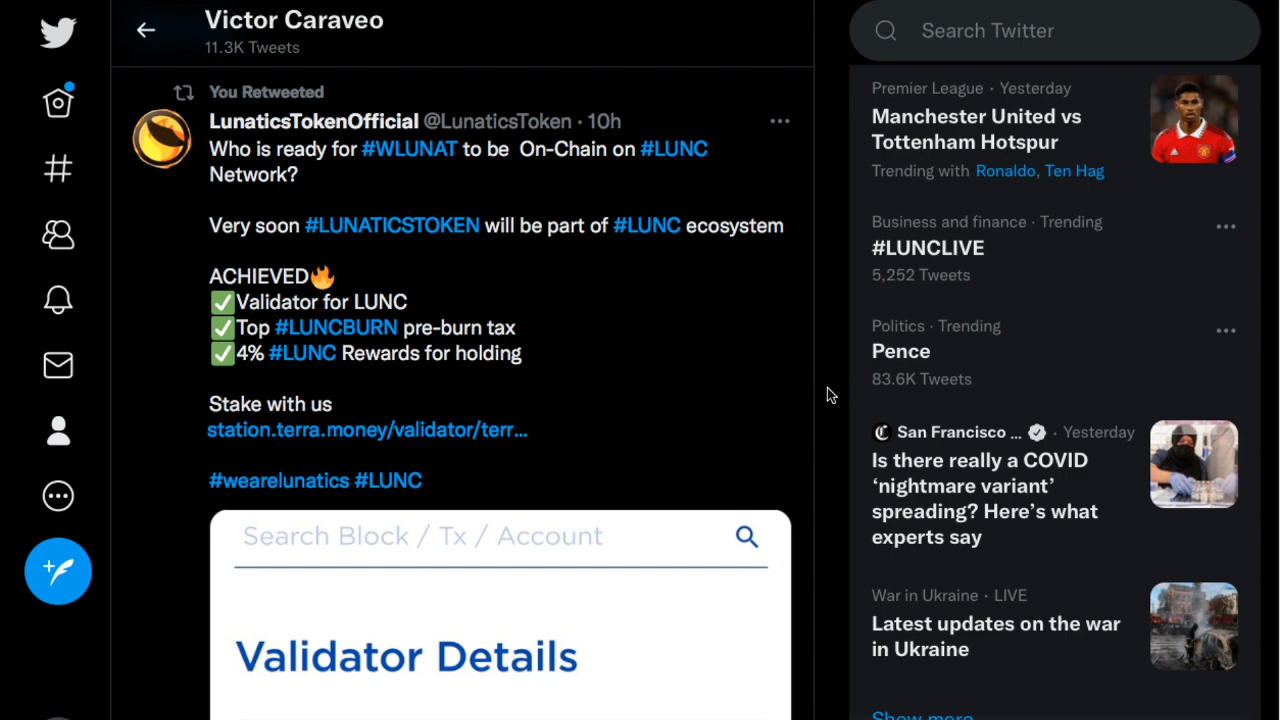 Victor Caraveo
11.3K Tweets
You Retweeted
LunaticsTokenOfficial @LunaticsToken · 10h
Who is ready for #WLUNAT to be On-Chain on #LUNC
Network?
Very soon #LUNATICSTOKEN will be part of #LUNC ecosystem
ACHIEVED🔥
✅Validator for LUNC
✅Top #LUNCBURN pre-burn tax
✅4% #LUNC Rewards for holding
Stake with us
station.terra.money/validator/terr...
#wearelunatics #LUNC
Search Block / Tx / Account
Validator Details
Search Twitter
Premier League · Yesterday
Manchester United vs
Tottenham Hotspur
Trending with Ronaldo, Ten Hag
Business and finance · Trending
#LUNCLIVE
5,252 Tweets
Politics · Trending
Pence
83.6K Tweets
San Francisco ... · Yesterday
Is there really a COVID
‘nightmare variant’
spreading? Here’s what
experts say
War in Ukraine · LIVE
Latest updates on the war
in Ukraine
Show more